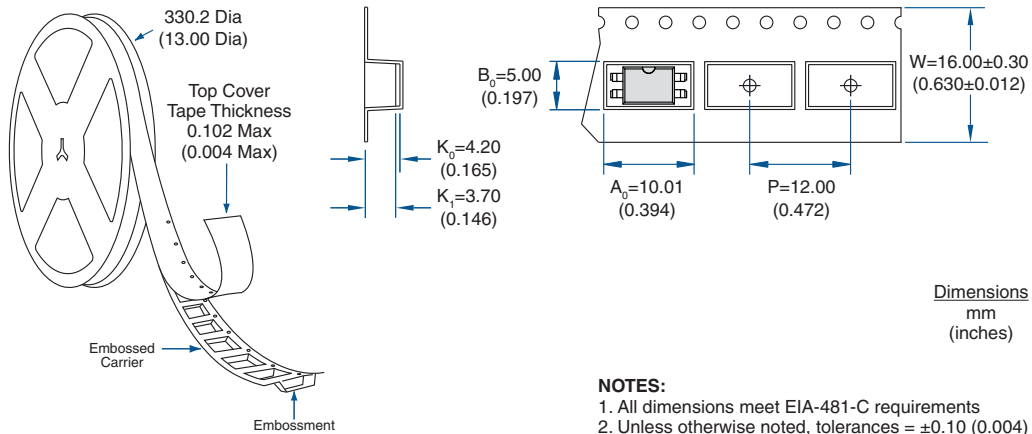 330.2 Dia
(13.00 Dia)
Top Cover
Tape Thickness
0.102 Max
(0.004 Max)
Embossed
Carrier
Embossment
K₀=4.20
(0.165)
K₁=3.70
(0.146)
B₀=5.00
(0.197)
W=16.00±0.30
(0.630±0.012)
A₀=10.01
(0.394)
P=12.00
(0.472)
Dimensions
mm
(inches)
NOTES:
1. All dimensions meet EIA-481-C requirements
2. Unless otherwise noted, tolerances = ±0.10 (0.004)